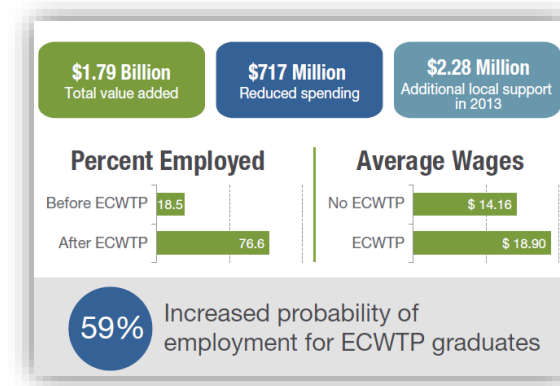 $1.79 Billion
Total value added
$717 Million
Reduced spending
$2.28 Million
Additional local support
in 2013
Percent Employed
Before ECWTP 18.5
After ECWTP 76.6
Average Wages
No ECWTP $ 14.16
ECWTP $ 18.90
59%
Increased probability of
employment for ECWTP graduates